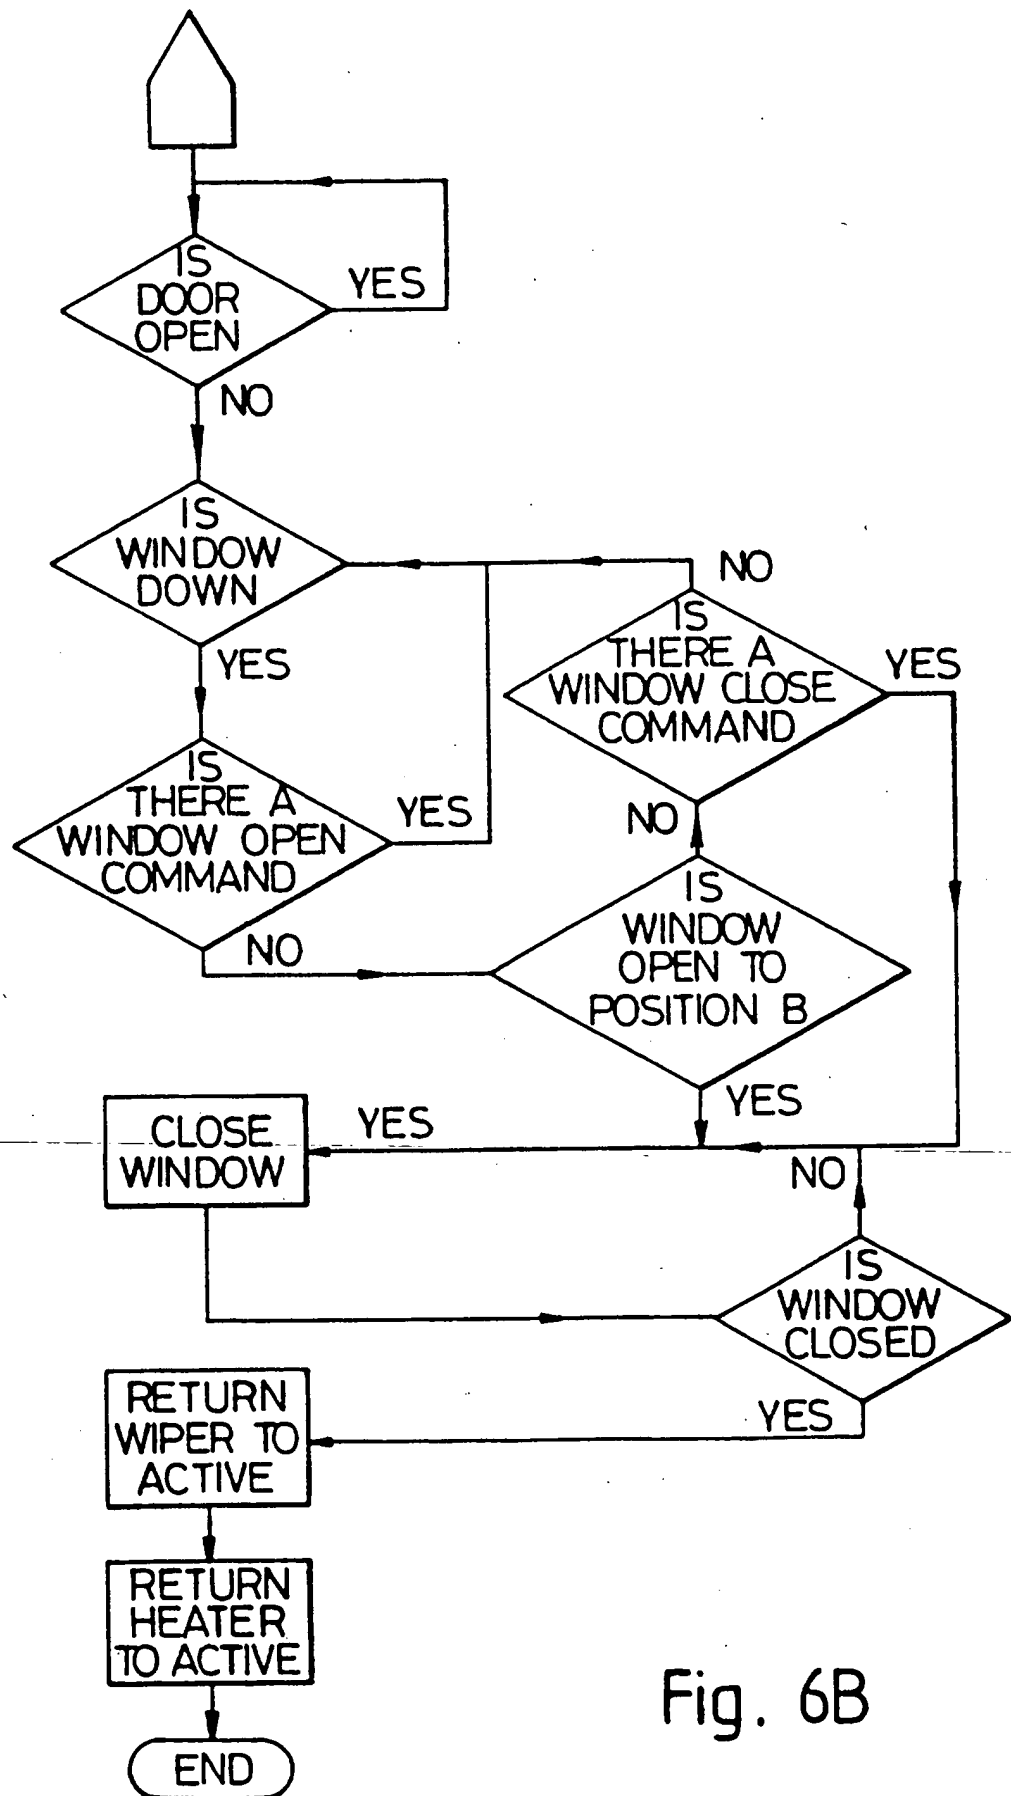 IS
DOOR
OPEN
YES
NO
IS
WINDOW
DOWN
YES
NO
IS
THERE A
WINDOW CLOSE
COMMAND
YES
IS
THERE A
WINDOW OPEN
COMMAND
YES
NO
NO
IS
WINDOW
OPEN TO
POSITION B
YES
CLOSE
WINDOW
YES
NO
IS
WINDOW
CLOSED
YES
RETURN
WIPER TO
ACTIVE
RETURN
HEATER
TO ACTIVE
END
Fig. 6B